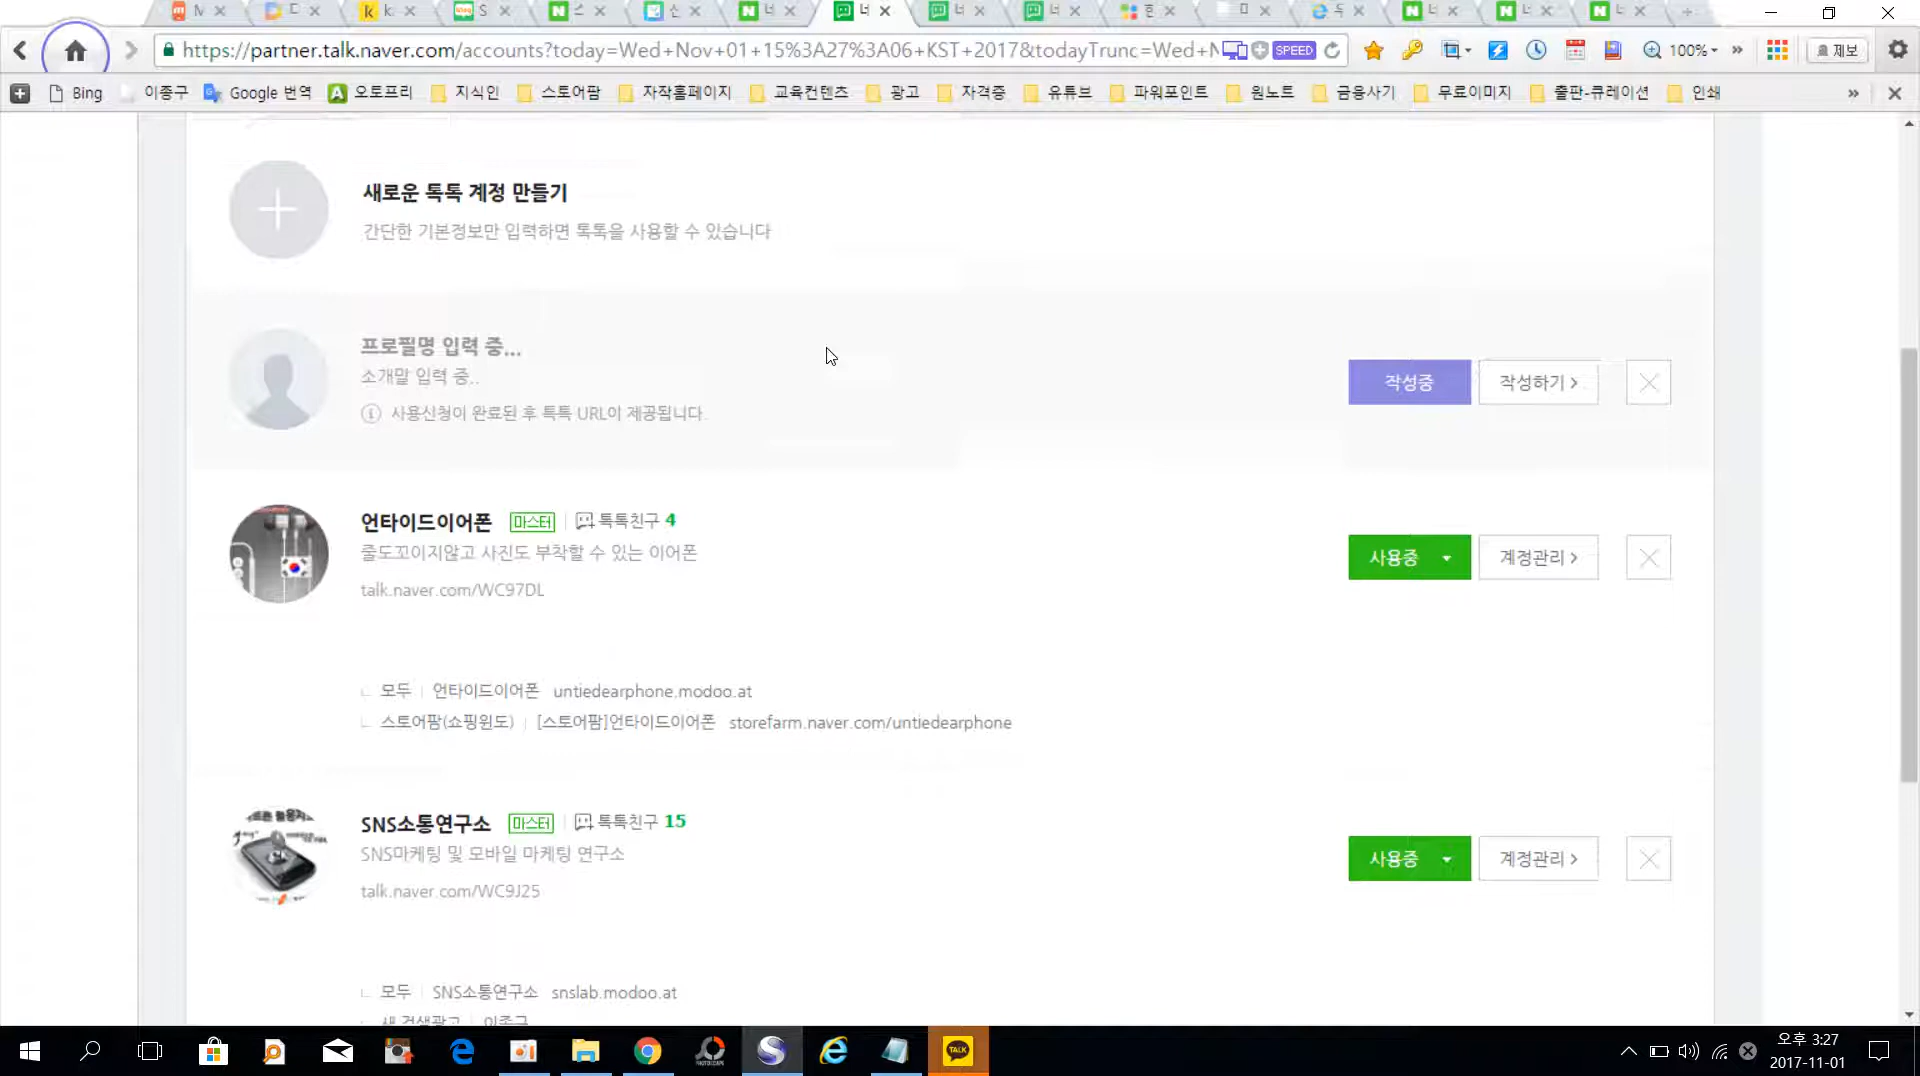 https://partner.talk.naver.com/accounts?today=Wed+Nov+01+15%3A27%3A06+KST+2017&todayTrunc=Wed+N
SPEED
100%
제보
Bing 이종구 Google 번역 오토프리 지식인 스토어팜 자작홈페이지 교육컨텐츠 광고 자격증 유튜브 파워포인트 원노트 금융사기 무료이미지 출판-큐레이션 인쇄
새로운 톡톡 계정 만들기
간단한 기본정보만 입력하면 톡톡을 사용할 수 있습니다
프로필명 입력 중...
소개말 입력 중..
사용신청이 완료된 후 톡톡 URL이 제공됩니다.
작성중 작성하기 >
언타이드이어폰 마스터 톡톡친구 4
줄도꼬이지않고 사진도 부착할 수 있는 이어폰
talk.naver.com/WC97DL
사용중 계정관리 >
모두 언타이드이어폰 untiedearphone.modoo.at
스토어팜(쇼핑윈도) [스토어팜]언타이드이어폰 storefarm.naver.com/untiedearphone
SNS소통연구소 마스터 톡톡친구 15
SNS마케팅 및 모바일 마케팅 연구소
talk.naver.com/WC9J25
사용중 계정관리 >
모두 SNS소통연구소 snslab.modoo.at
새 검색광고 이종구
TALK
오후 3:27
2017-11-01